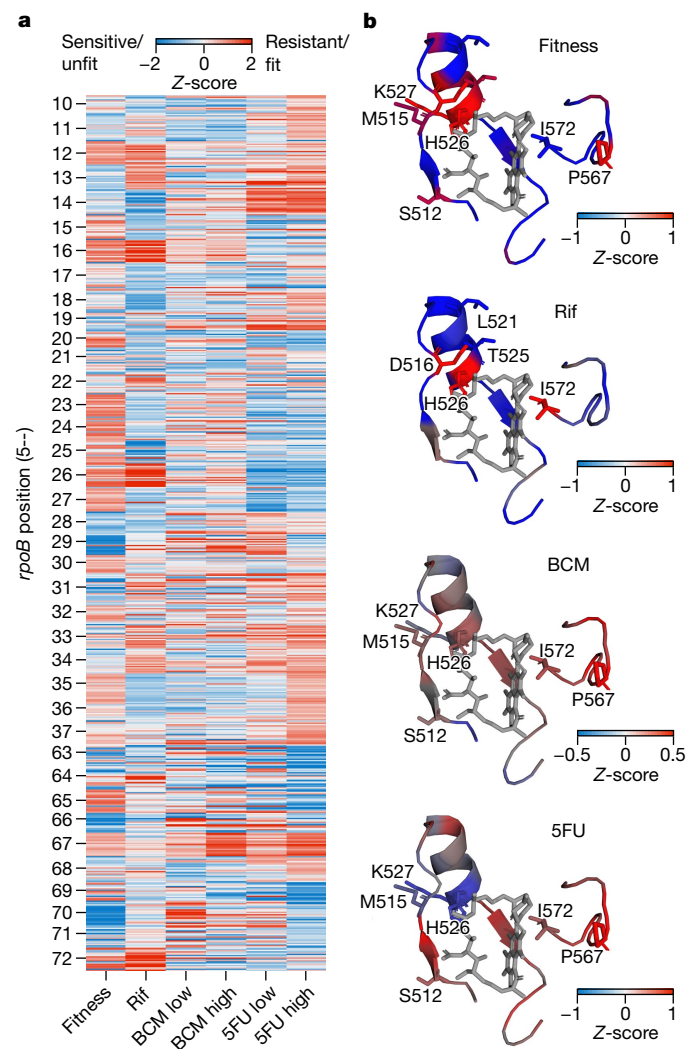 a
Sensitive/
unfit
Resistant/
fit
−2 0 2
Z-score
10
11
12
13
14
16
17
18
19
20
21
22
23
24
25
26
27
28
29
30
31
32
33
34
35
36
37
63
64
65
66
67
68
69
70
71
72
rpoB position (5--)
Fitness
Rif
BCM low
BCM high
5FU low
5FU high
b
Fitness
K527
M515
H526
I572
P567
S512
−1 0 1
Z-score
Rif
L521
D516
T525
H526
I572
−1 0 1
Z-score
BCM
K527
M515
H526
I572
P567
S512
−0.5 0 0.5
Z-score
5FU
K527
M515
H526
I572
P567
S512
−1 0 1
Z-score